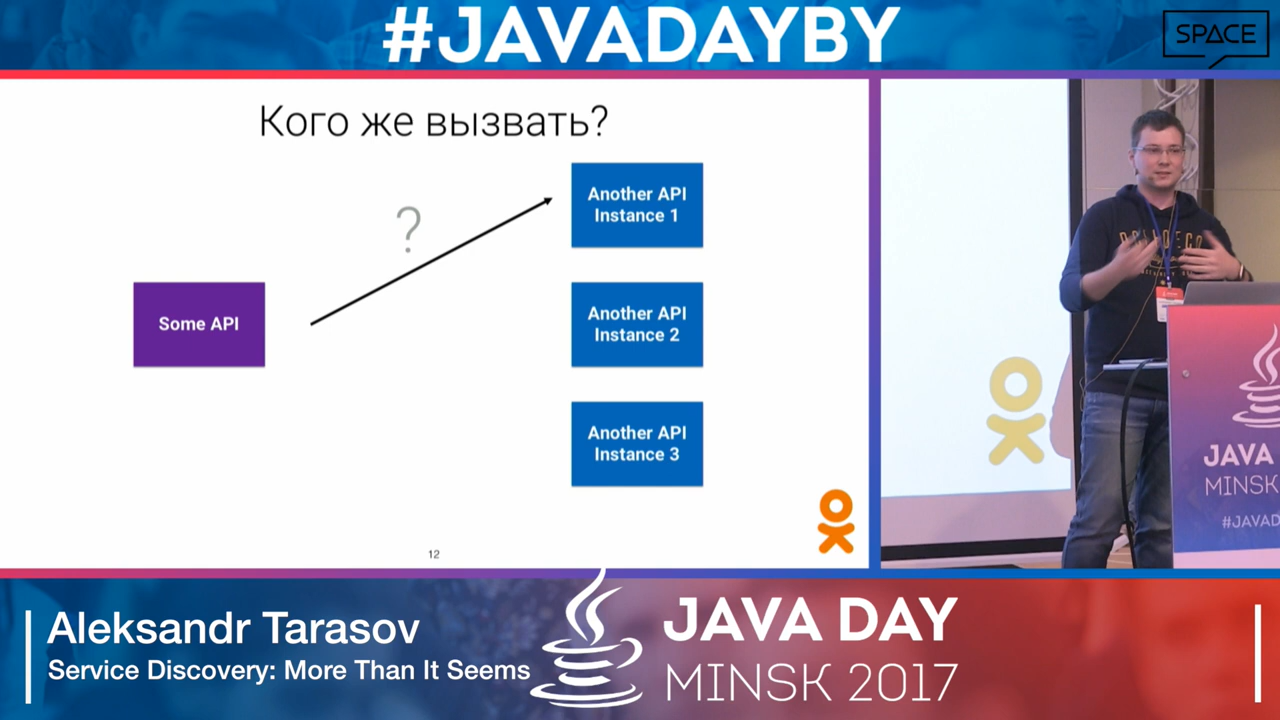 #JAVADAYBY
SPACE
Кого же вызвать?
Another API
Instance 1
?
Another API
Instance 2
Some API
Another API
Instance 3
12
JAVA
MINSK
#JAVAD
Aleksandr Tarasov
Service Discovery: More Than It Seems
JAVA DAY
MINSK 2017